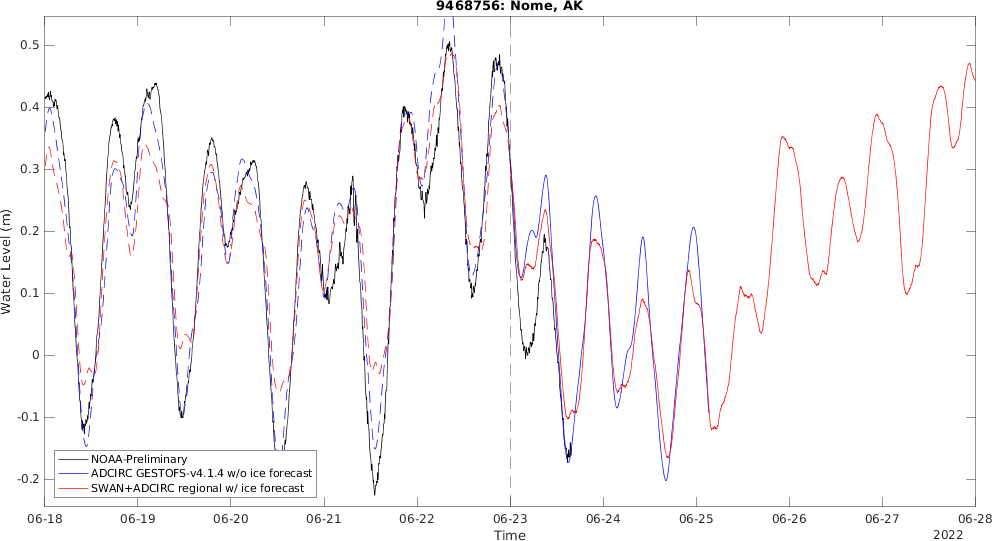 9468756: Nome, AK
Water Level (m)
0.5
0.4
0.3
0.2
0.1
0
-0.1
-0.2
NOAA-Preliminary
ADCIRC GESTOFS-v4.1.4 w/o ice forecast
SWAN+ADCIRC regional w/ ice forecast
06-18 06-19 06-20 06-21 06-22 06-23 06-24 06-25 06-26 06-27 06-28
Time
2022